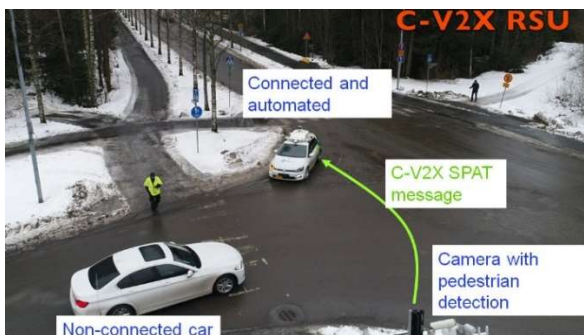 C-V2X RSU
Connected and
automated
C-V2X SPAT
message
Camera with
pedestrian
detection
Non-connected car